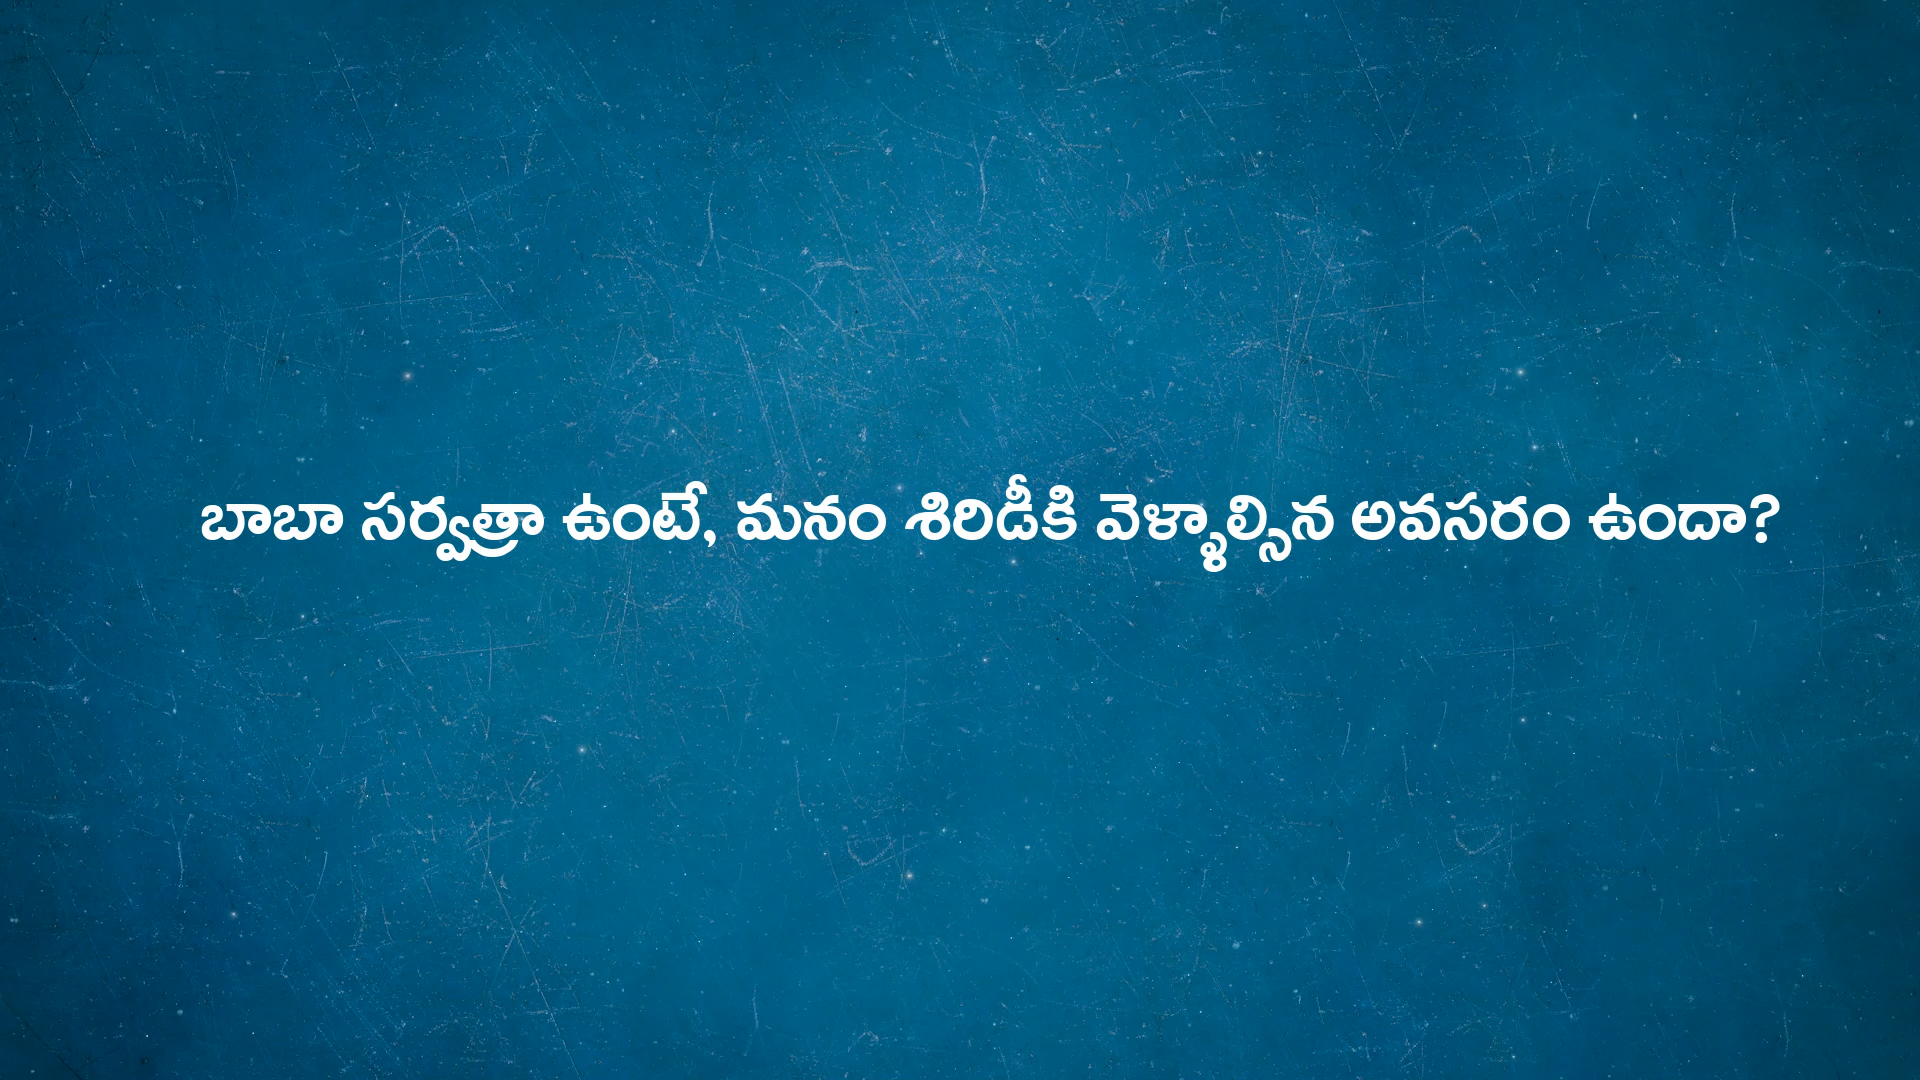 బాబా సర్వత్రా ఉంటే, మనం శిరిడీకి వెళ్ళాల్సిన అవసరం ఉందా?